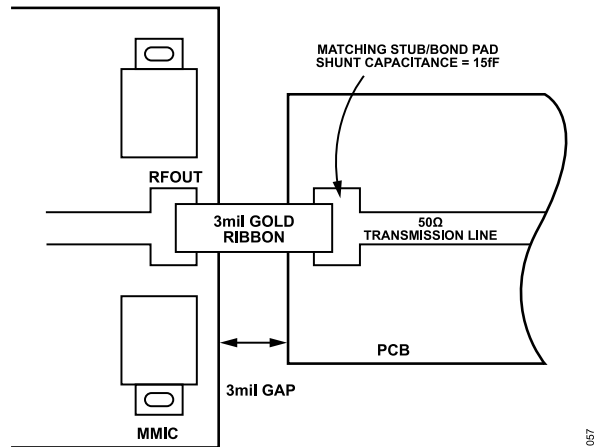 MATCHING STUB/BOND PAD
SHUNT CAPACITANCE = 15fF
RFOUT
3mil GOLD
RIBBON
50Ω
TRANSMISSION LINE
PCB
3mil GAP
MMIC
057